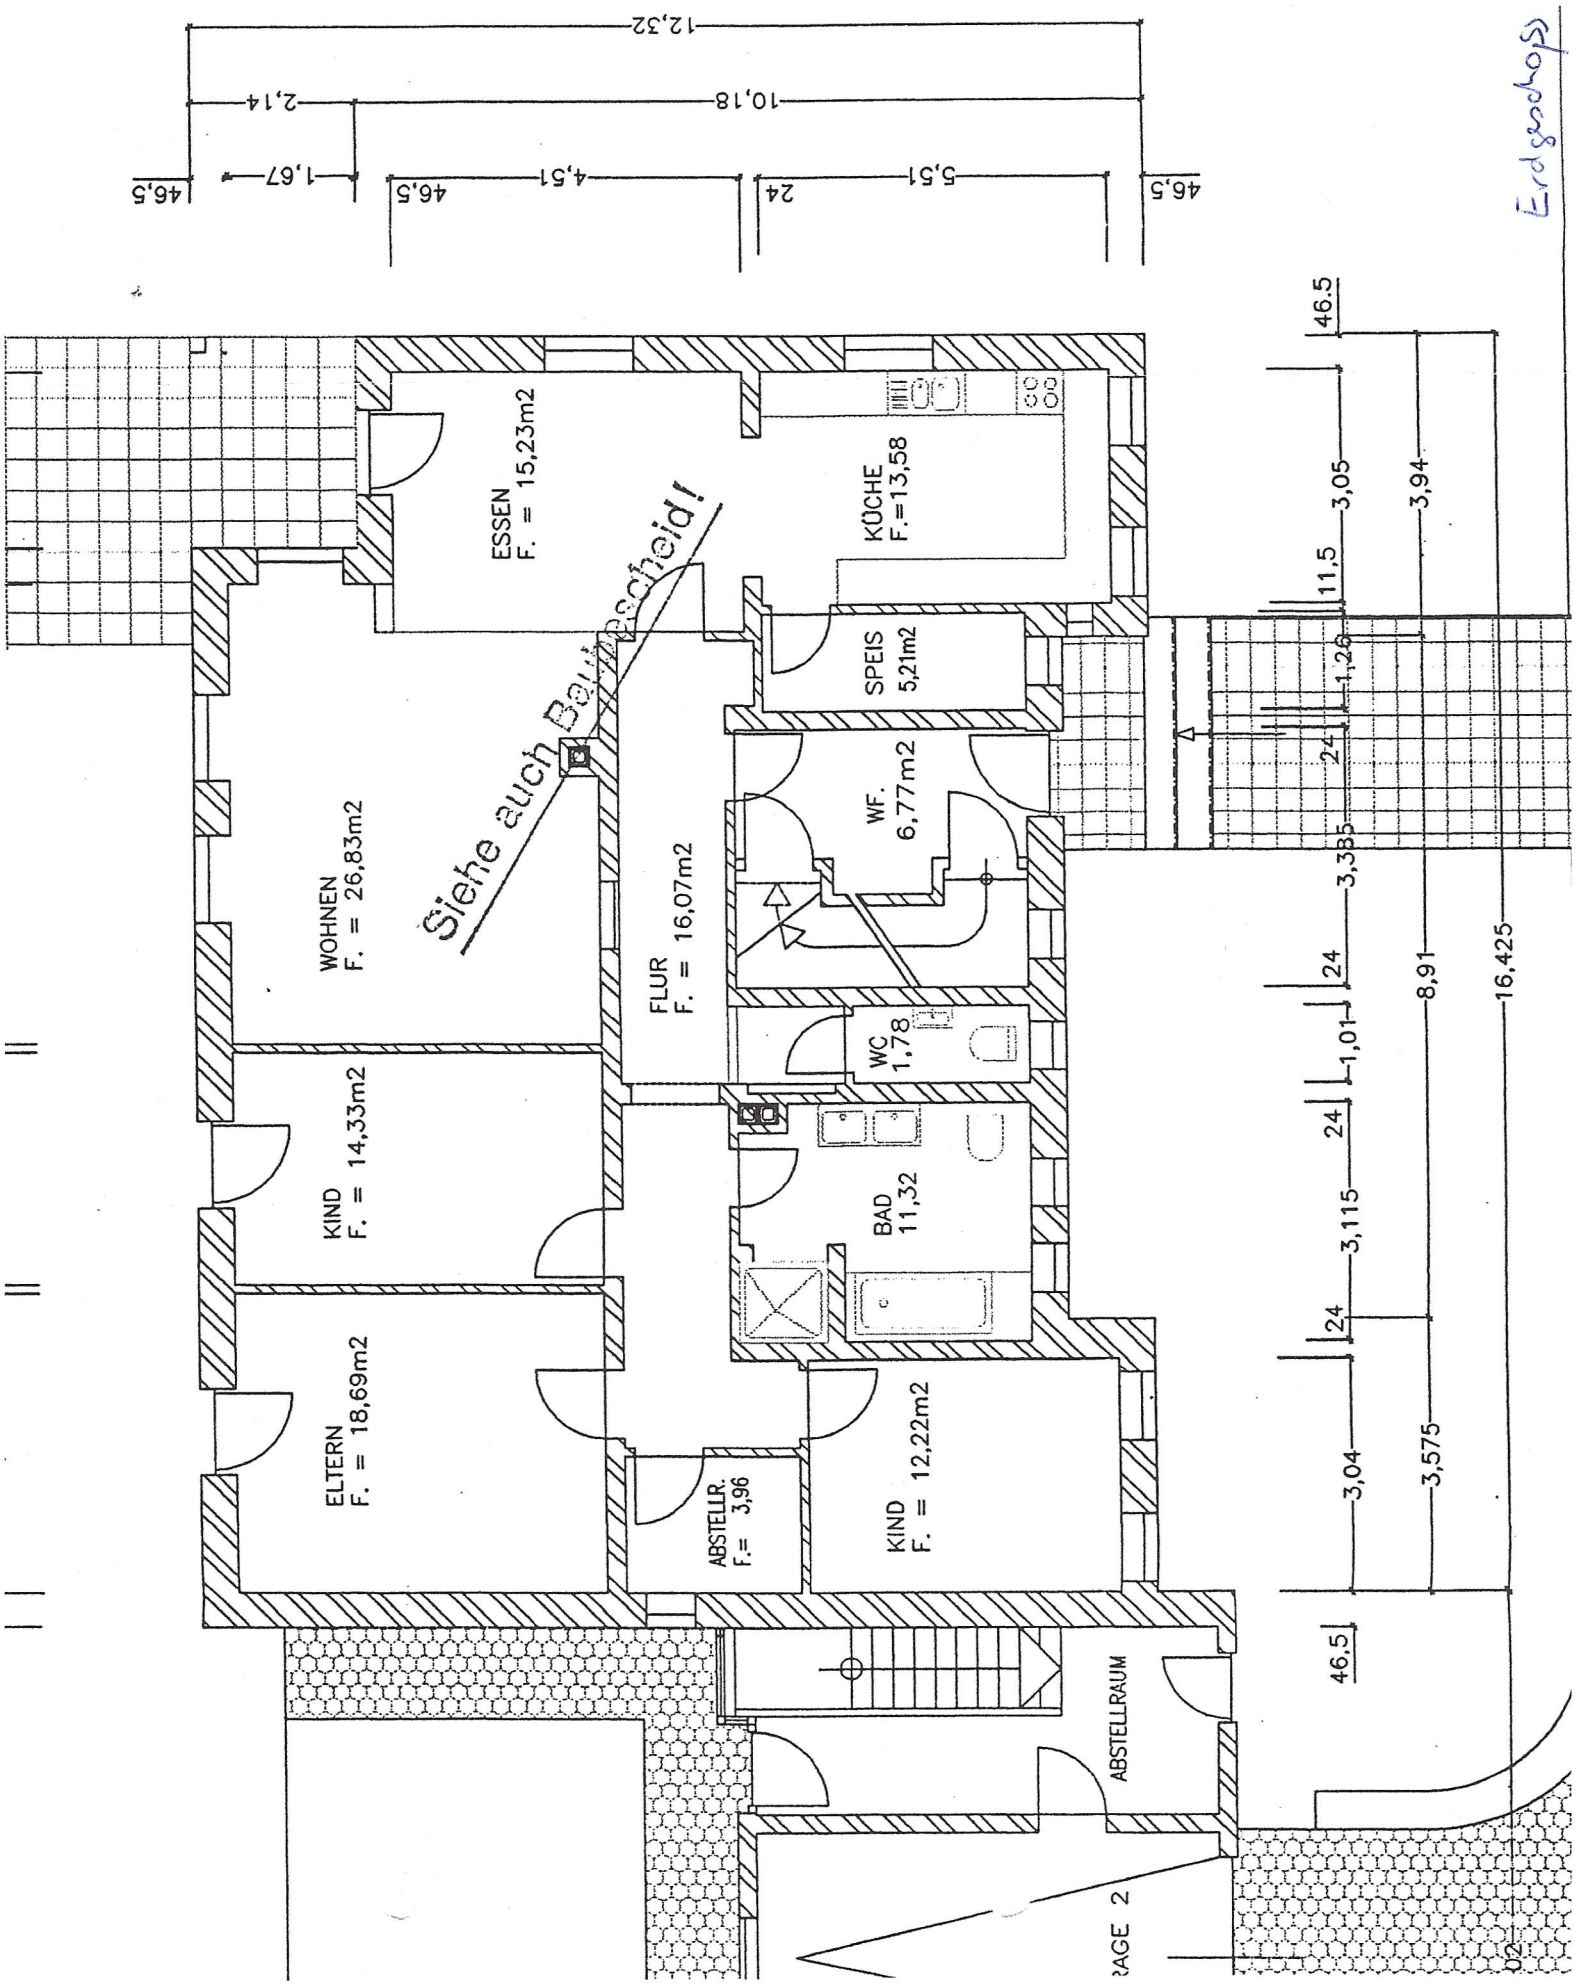 Erdgeschoß
12,32
2,14
10,18
46,5
1,67
46,5
4,51
24
5,51
46,5
WOHNEN
F. = 26,83m2
ESSEN
F. = 15,23m2
KÜCHE
F.=13,58
SPEIS
5,21m2
Siehe auch Baubescheid!
FLUR
F. = 16,07m2
WF.
6,77m2
WC
1,78
KIND
F. = 14,33m2
BAD
11,32
ELTERN
F. = 18,69m2
ABSTELLR.
F.= 3,96
KIND
F. = 12,22m2
ABSTELLRAUM
RAGE 2
46,5
3,04
24
3,115
24
1,01
24
3,385
24
1,26
11,5
3,05
46.5
3,575
8,91
3,94
16,425
02